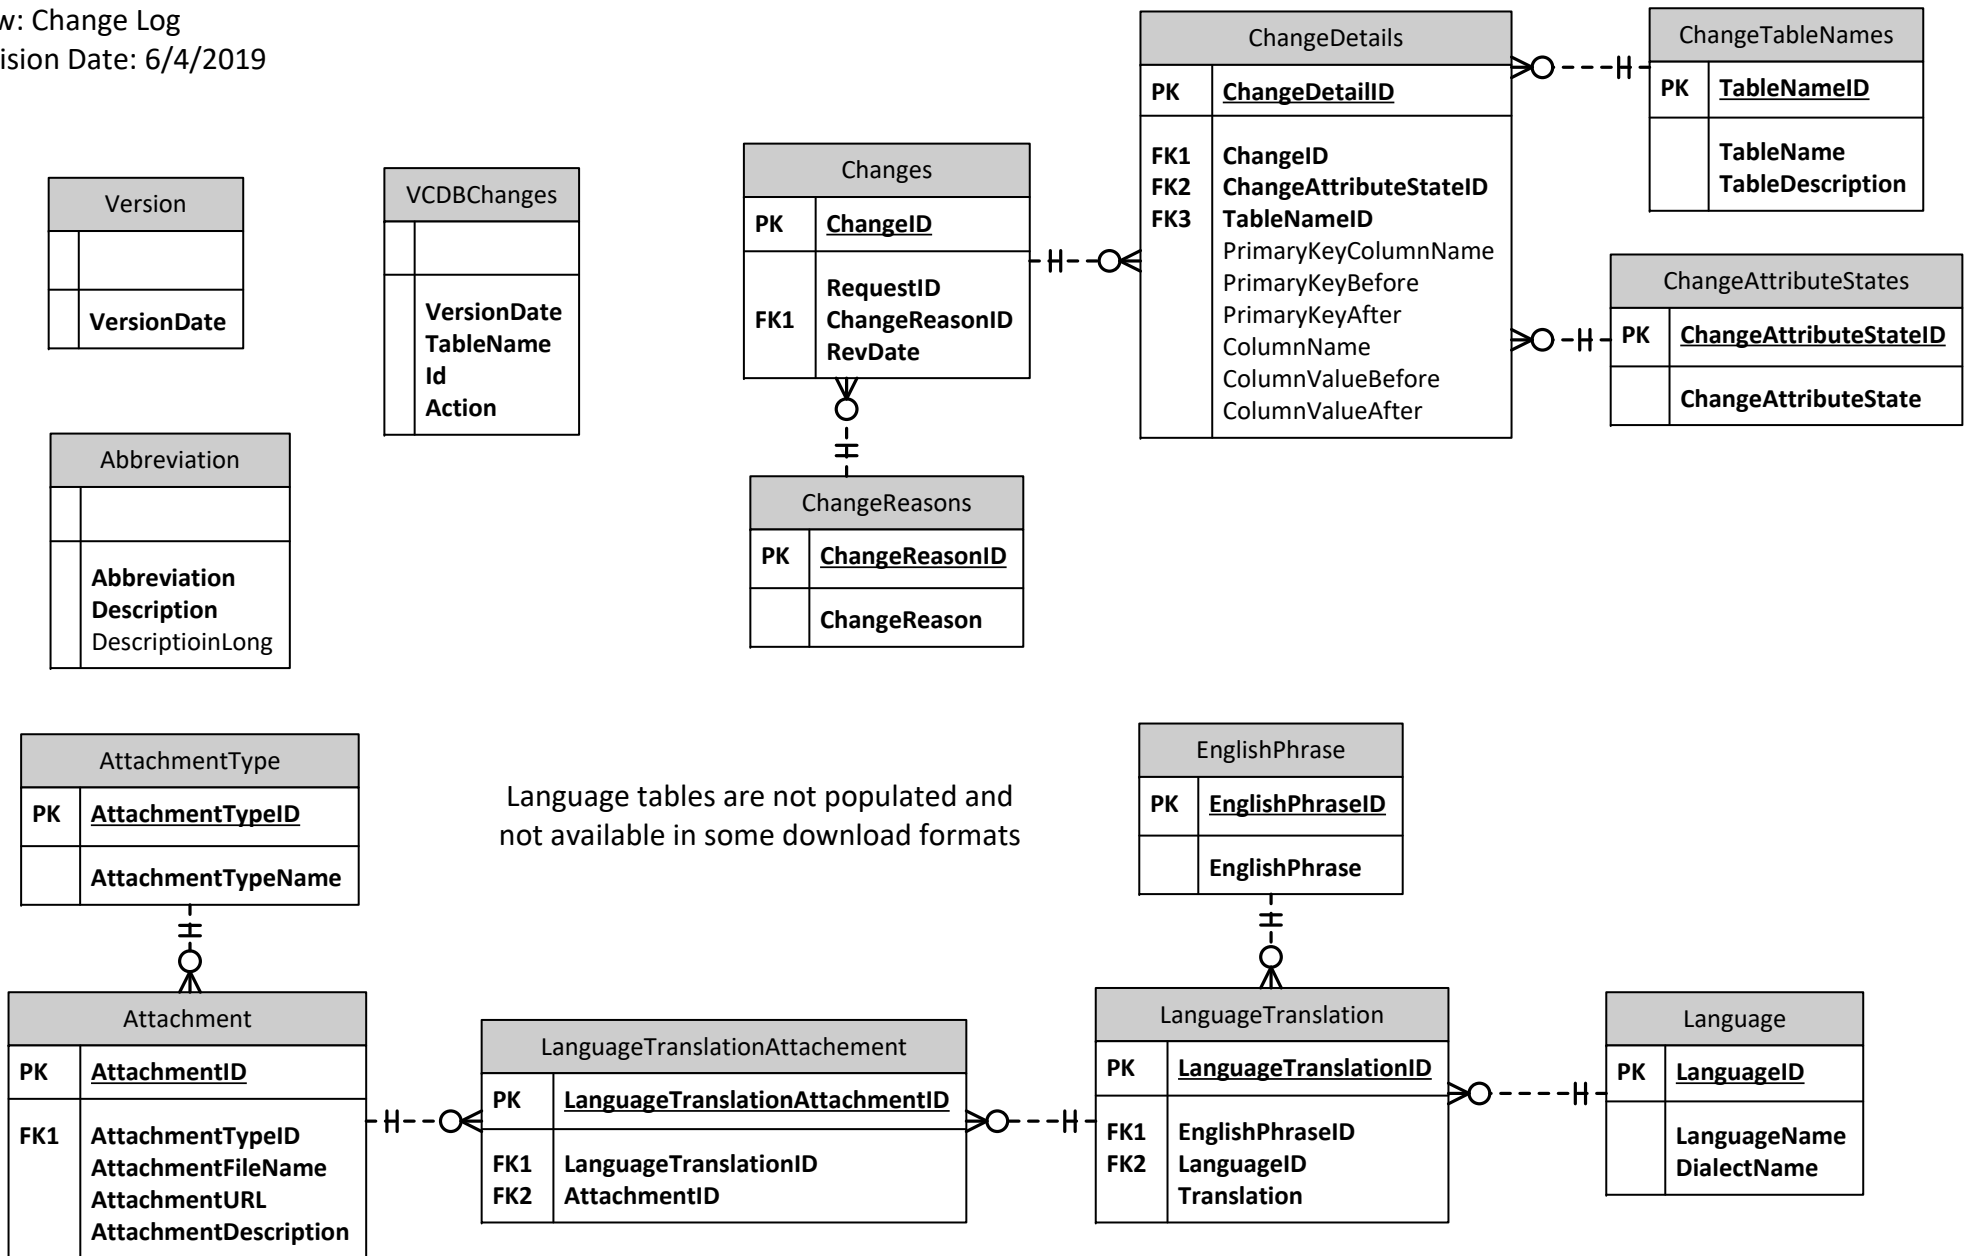 w: Change Log
ision Date: 6/4/2019
ChangeDetails
PK ChangeDetailID
FK1 ChangeID
FK2 ChangeAttributeStateID
FK3 TableNameID
PrimaryKeyColumnName
PrimaryKeyBefore
PrimaryKeyAfter
ColumnName
ColumnValueBefore
ColumnValueAfter
ChangeTableNames
PK TableNameID
TableName
TableDescription
Version
VersionDate
VCDBChanges
VersionDate
TableName
Id
Action
Changes
PK ChangeID
RequestID
FK1 ChangeReasonID
RevDate
ChangeAttributeStates
PK ChangeAttributeStateID
ChangeAttributeState
Abbreviation
Abbreviation
Description
DescriptioinLong
ChangeReasons
PK ChangeReasonID
ChangeReason
AttachmentType
PK AttachmentTypeID
AttachmentTypeName
Language tables are not populated and
not available in some download formats
EnglishPhrase
PK EnglishPhraseID
EnglishPhrase
Attachment
PK AttachmentID
FK1 AttachmentTypeID
AttachmentFileName
AttachmentURL
AttachmentDescription
LanguageTranslationAttachement
PK LanguageTranslationAttachmentID
FK1 LanguageTranslationID
FK2 AttachmentID
LanguageTranslation
PK LanguageTranslationID
FK1 EnglishPhraseID
FK2 LanguageID
Translation
Language
PK LanguageID
LanguageName
DialectName